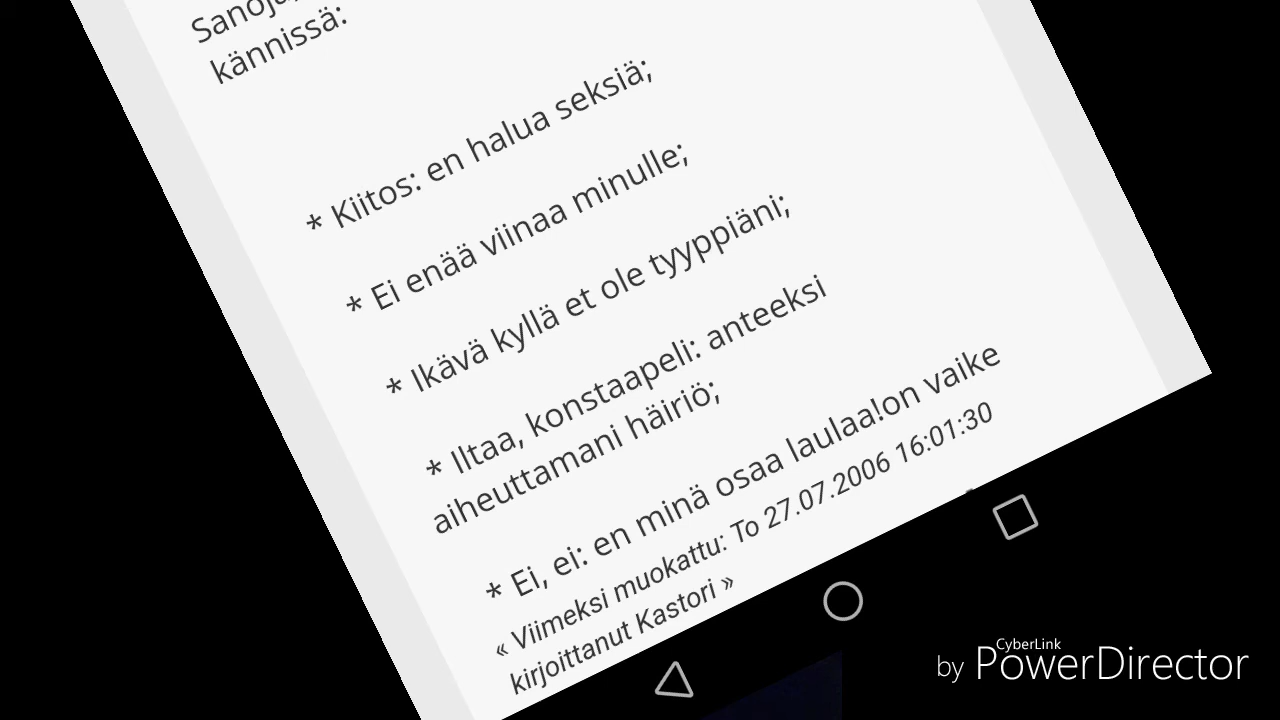 kännissä:
* Kiitos: en halua seksiä;
* Ei enää viinaa minulle;
* Ikävä kyllä et ole tyyppiäni;
* Iltaa, konstaapeli: anteeksi
aiheuttamani häiriö;
* Ei, ei: en minä osaa laulaa!on vaike
« Viimeksi muokattu: To 27.07.2006 16:01:30
kirjoittanut Kastori »
by CyberLink PowerDirector